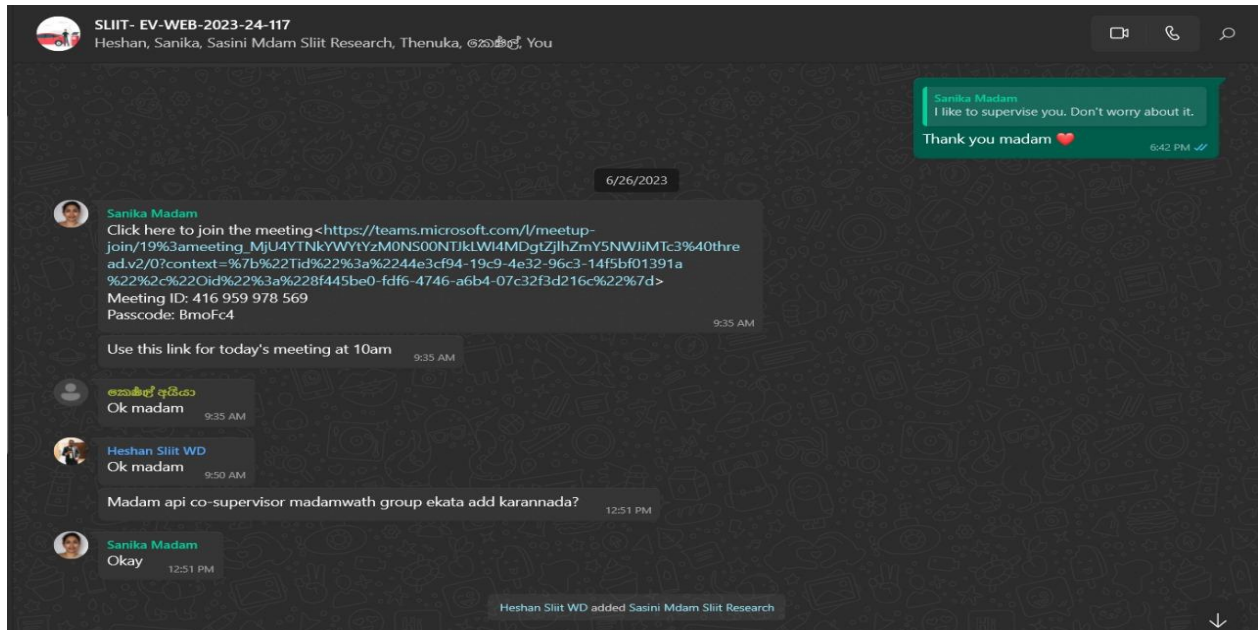 SLIIT- EV-WEB-2023-24-117
Heshan, Sanika, Sasini Mdam Sliit Research, Thenuka, කෞෂල්, You
Sanika Madam
I like to supervise you. Don't worry about it.
Thank you madam ❤️
6:42 PM
6/26/2023
Sanika Madam
Click here to join the meeting<https://teams.microsoft.com/l/meetup-
join/19%3ameeting_MjU4YTNkYWYtYzM0NS00NTJkLWI4MDgtZjlhZmY5NWJiMTc3%40thre
ad.v2/0?context=%7b%22Tid%22%3a%2244e3cf94-19c9-4e32-96c3-14f5bf01391a
%22%2c%22Oid%22%3a%228f445be0-fdf6-4746-a6b4-07c32f3d216c%22%7d>
Meeting ID: 416 959 978 569
Passcode: BmoFc4
9:35 AM
Use this link for today's meeting at 10am 9:35 AM
අයියා
Ok madam 9:35 AM
Heshan Sliit WD
Ok madam 9:50 AM
Madam api co-supervisor madamwath group ekata add karannada? 12:51 PM
Sanika Madam
Okay 12:51 PM
Heshan Sliit WD added Sasini Mdam Sliit Research